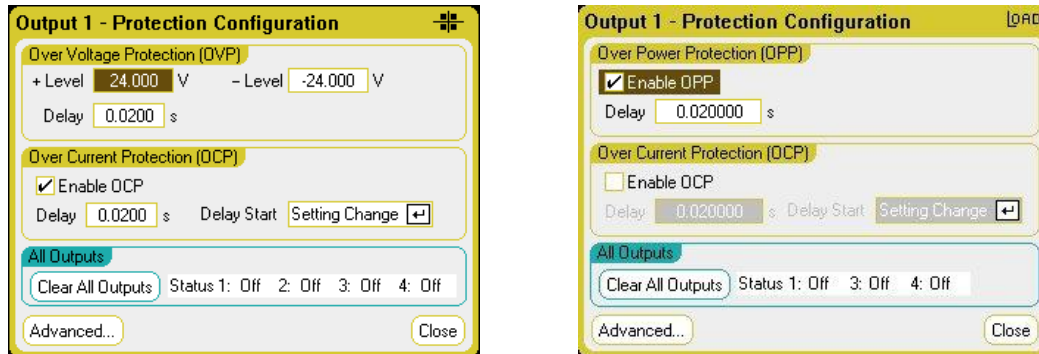 Output 1 - Protection Configuration
Over Voltage Protection (OVP)
+ Level 24.000 V – Level -24.000 V
Delay 0.0200 s
Over Current Protection (OCP)
Enable OCP
Delay 0.0200 s Delay Start Setting Change
All Outputs
Clear All Outputs Status 1: Off 2: Off 3: Off 4: Off
Advanced... Close
Output 1 - Protection Configuration LOAD
Over Power Protection (OPP)
Enable OPP
Delay 0.020000 s
Over Current Protection (OCP)
Enable OCP
Delay 0.020000 s Delay Start Setting Change
All Outputs
Clear All Outputs Status 1: Off 3: Off 4: Off
Advanced... Close